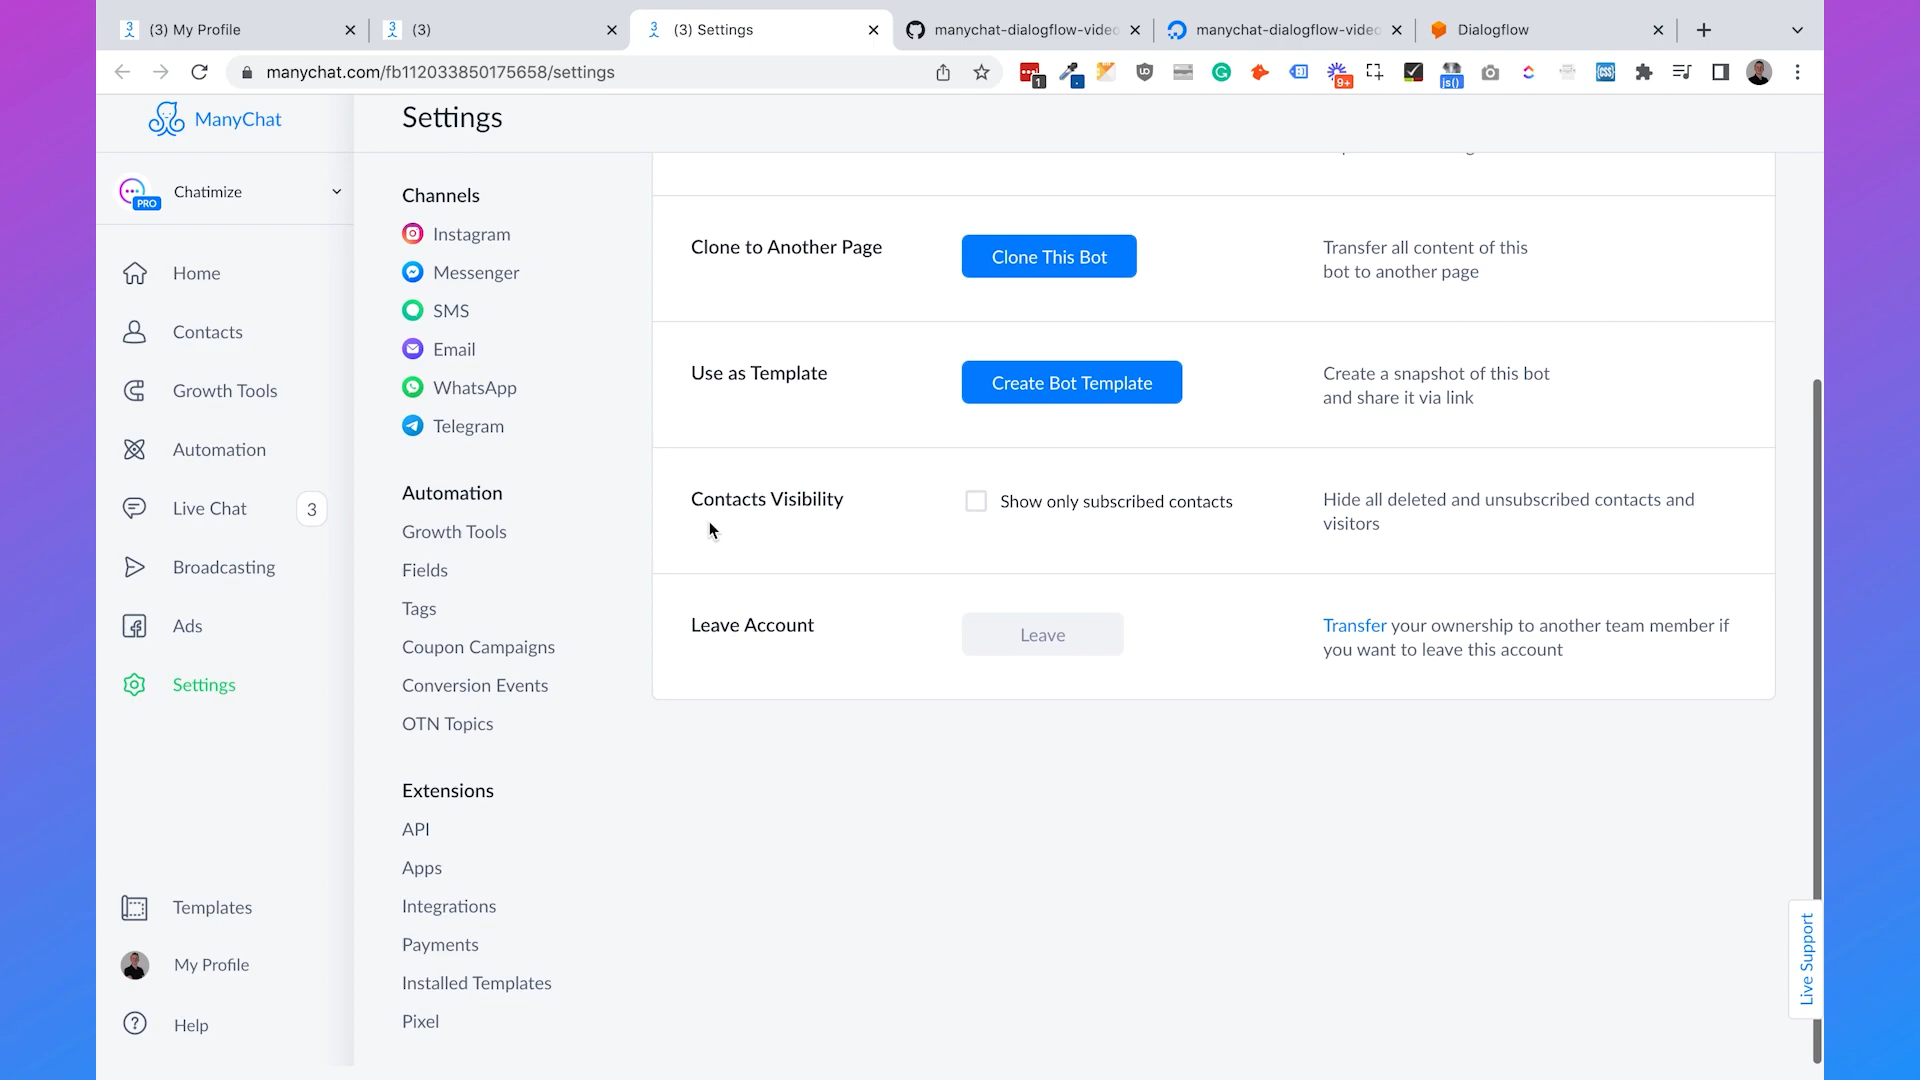 (3) My Profile
(3)
(3) Settings
manychat-dialogflow-video
manychat-dialogflow-video
Dialogflow
manychat.com/fb112033850175658/settings
1
9+
js()
{css}
ManyChat
Settings
PRO
Chatimize
Home
Contacts
Growth Tools
Automation
Live Chat
3
Broadcasting
Ads
Settings
Templates
My Profile
Help
Channels
Instagram
Messenger
SMS
Email
WhatsApp
Telegram
Automation
Growth Tools
Fields
Tags
Coupon Campaigns
Conversion Events
OTN Topics
Extensions
API
Apps
Integrations
Payments
Installed Templates
Pixel
Clone to Another Page
Clone This Bot
Transfer all content of this
bot to another page
Use as Template
Create Bot Template
Create a snapshot of this bot
and share it via link
Contacts Visibility
Show only subscribed contacts
Hide all deleted and unsubscribed contacts and
visitors
Leave Account
Leave
Transfer your ownership to another team member if
you want to leave this account
Live Support